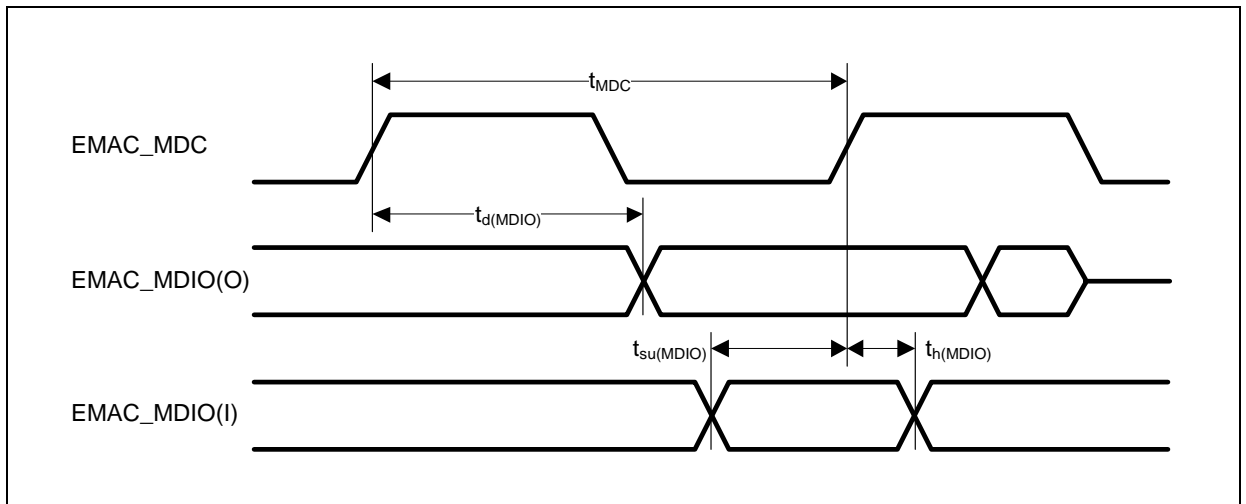 tMDC
EMAC_MDC
td(MDIO)
EMAC_MDIO(O)
tsu(MDIO)
th(MDIO)
EMAC_MDIO(I)